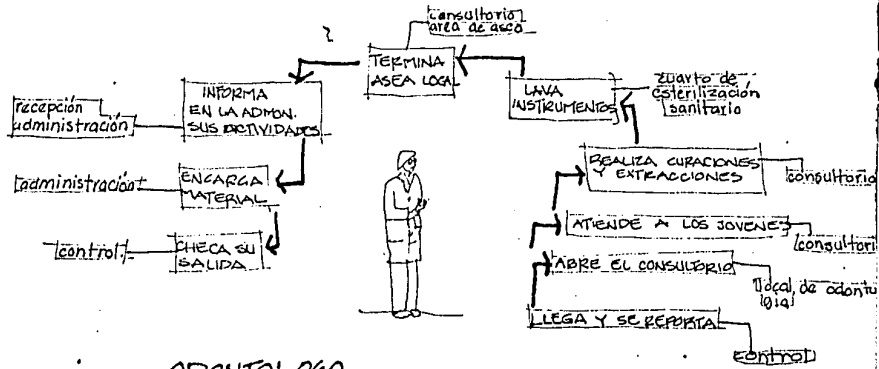 consultorio
area de aseo
TERMINA
ASEA LOCAL
INFORMA
EN LA ADMON.
SUS ACTIVIDADES
recepción
administración
ENCARGA
MATERIAL
administración
CHECA SU
SALIDA
control.
LAVA
INSTRUMENTOS
cuarto de
esterilización
sanitario
REALIZA CURACIONES
Y EXTRACCIONES
consultorio
ATIENDE A LOS JOVENES
consultori
ABRE EL CONSULTORIO
local de odonto
gia
LLEGA Y SE REPORTA
control
ODONTOLOGO